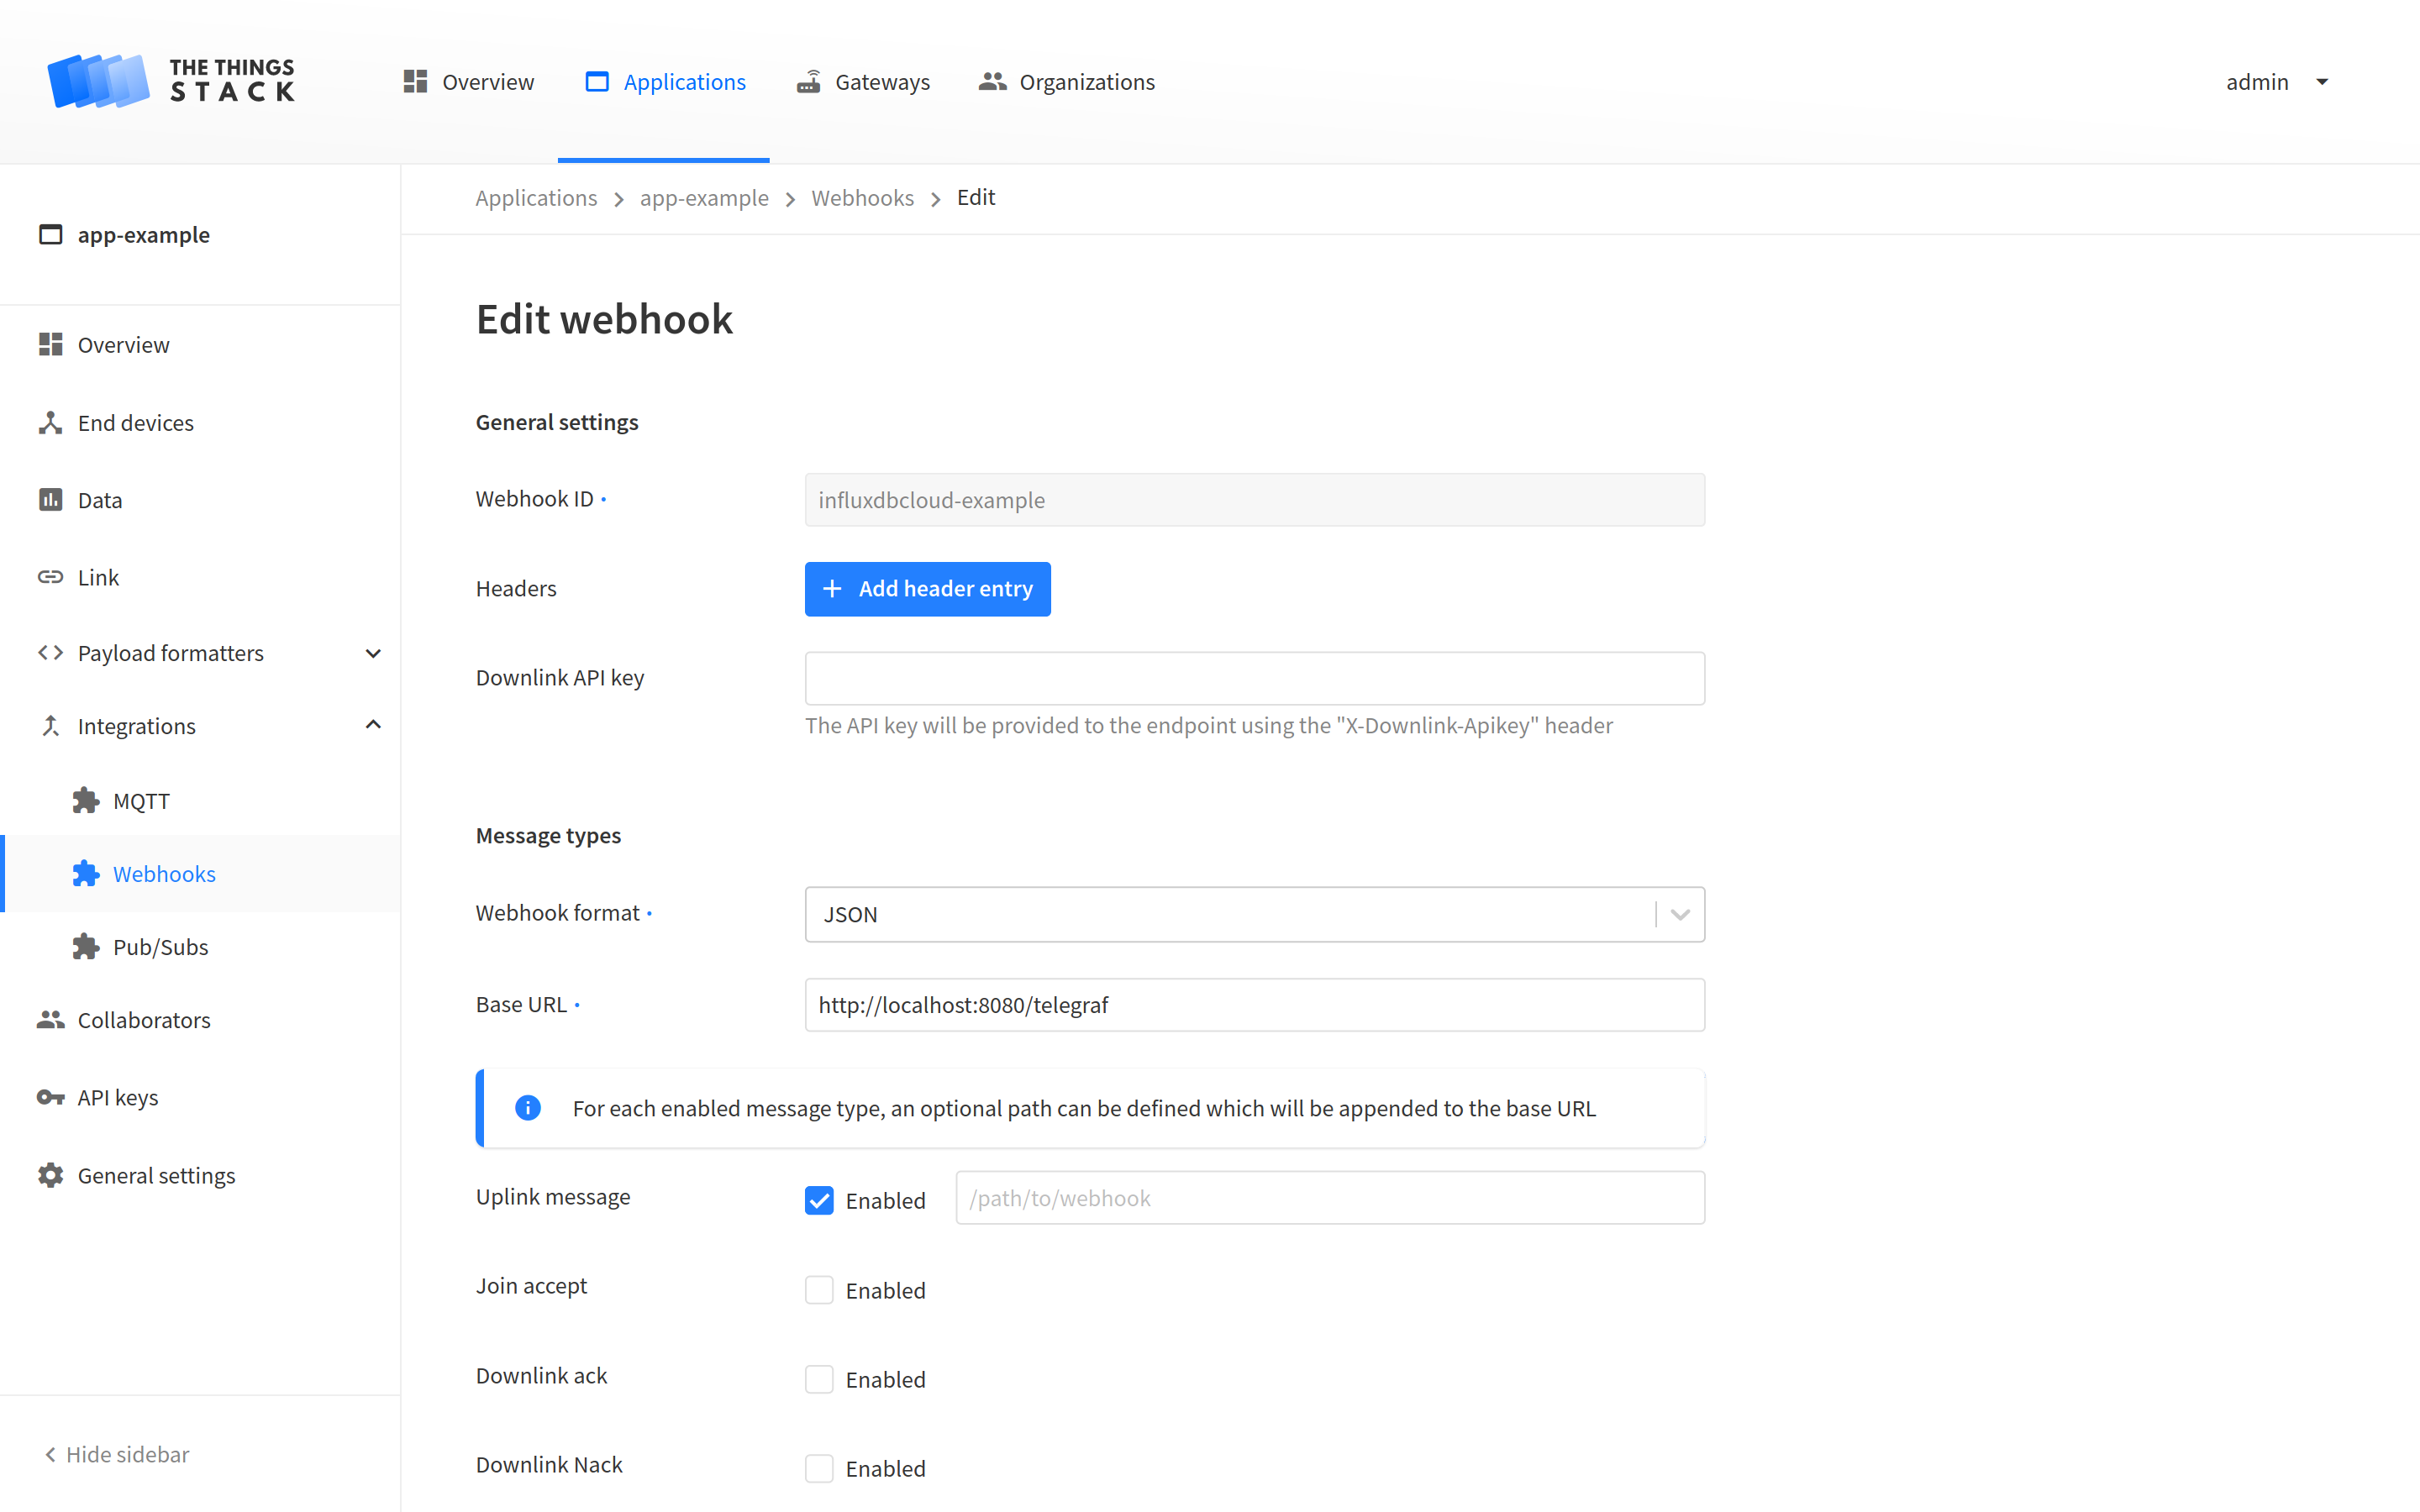 THE THINGS
STACK
Overview
Applications
Gateways
Organizations
admin
app-example
Overview
End devices
Data
Link
Payload formatters
Integrations
MQTT
Webhooks
Pub/Subs
Collaborators
API keys
General settings
Hide sidebar
Applications > app-example > Webhooks > Edit
Edit webhook
General settings
Webhook ID •
influxdbcloud-example
Headers
+ Add header entry
Downlink API key
The API key will be provided to the endpoint using the "X-Downlink-Apikey" header
Message types
Webhook format •
JSON
Base URL •
http://localhost:8080/telegraf
For each enabled message type, an optional path can be defined which will be appended to the base URL
Uplink message
Enabled
/path/to/webhook
Join accept
Enabled
Downlink ack
Enabled
Downlink Nack
Enabled